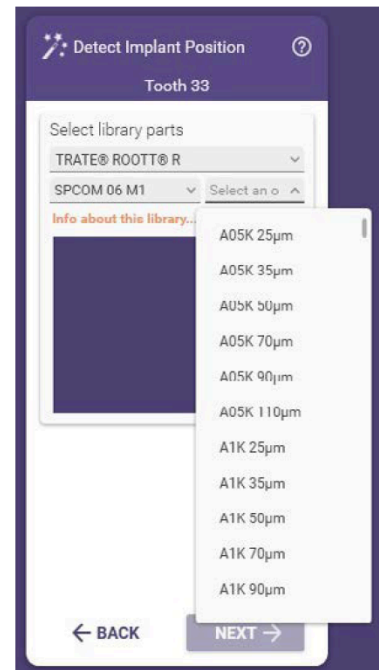 Detect Implant Position ?
Tooth 33
Select library parts
TRATE® ROOTT® R
SPCOM 06 M1 Select an o
Info about this library...
A05K 25µm
A05K 35µm
A05K 50µm
A05K 70µm
A05K 90µm
A05K 110µm
A1K 25µm
A1K 35µm
A1K 50µm
A1K 70µm
A1K 90µm
← BACK NEXT →